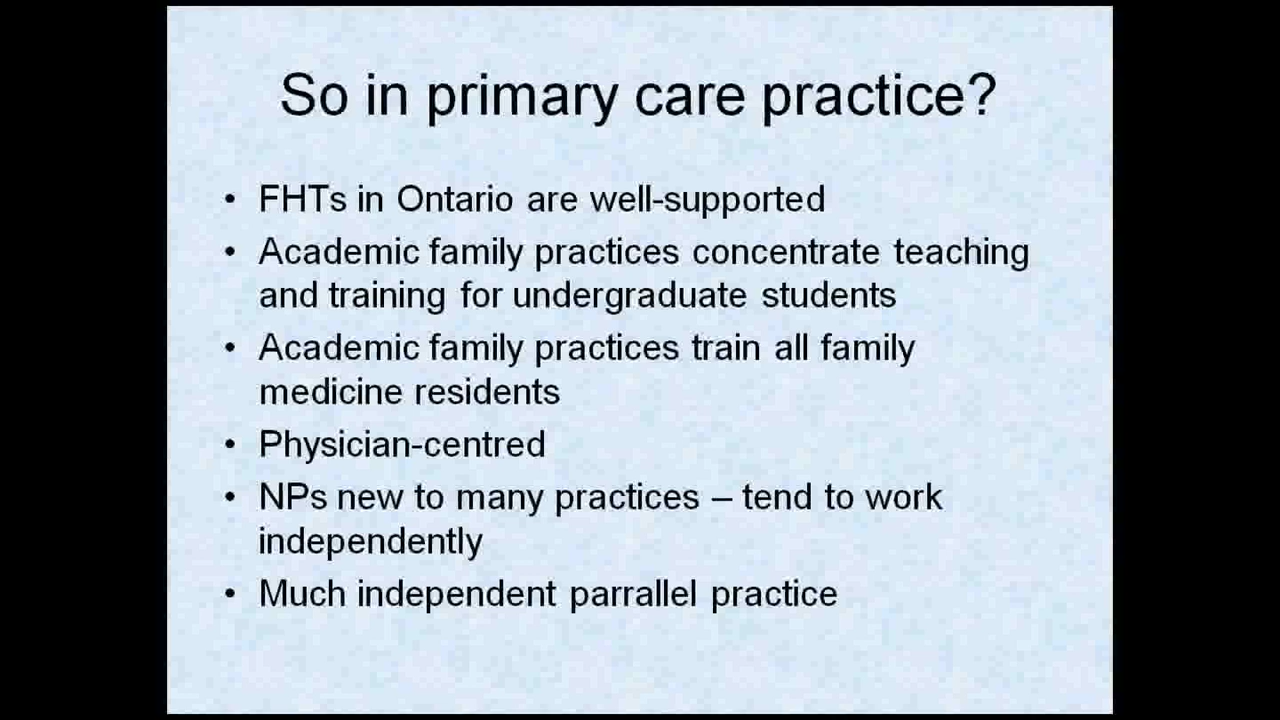 So in primary care practice?
• FHTs in Ontario are well-supported
• Academic family practices concentrate teaching
and training for undergraduate students
• Academic family practices train all family
medicine residents
• Physician-centred
• NPs new to many practices – tend to work
independently
• Much independent parrallel practice